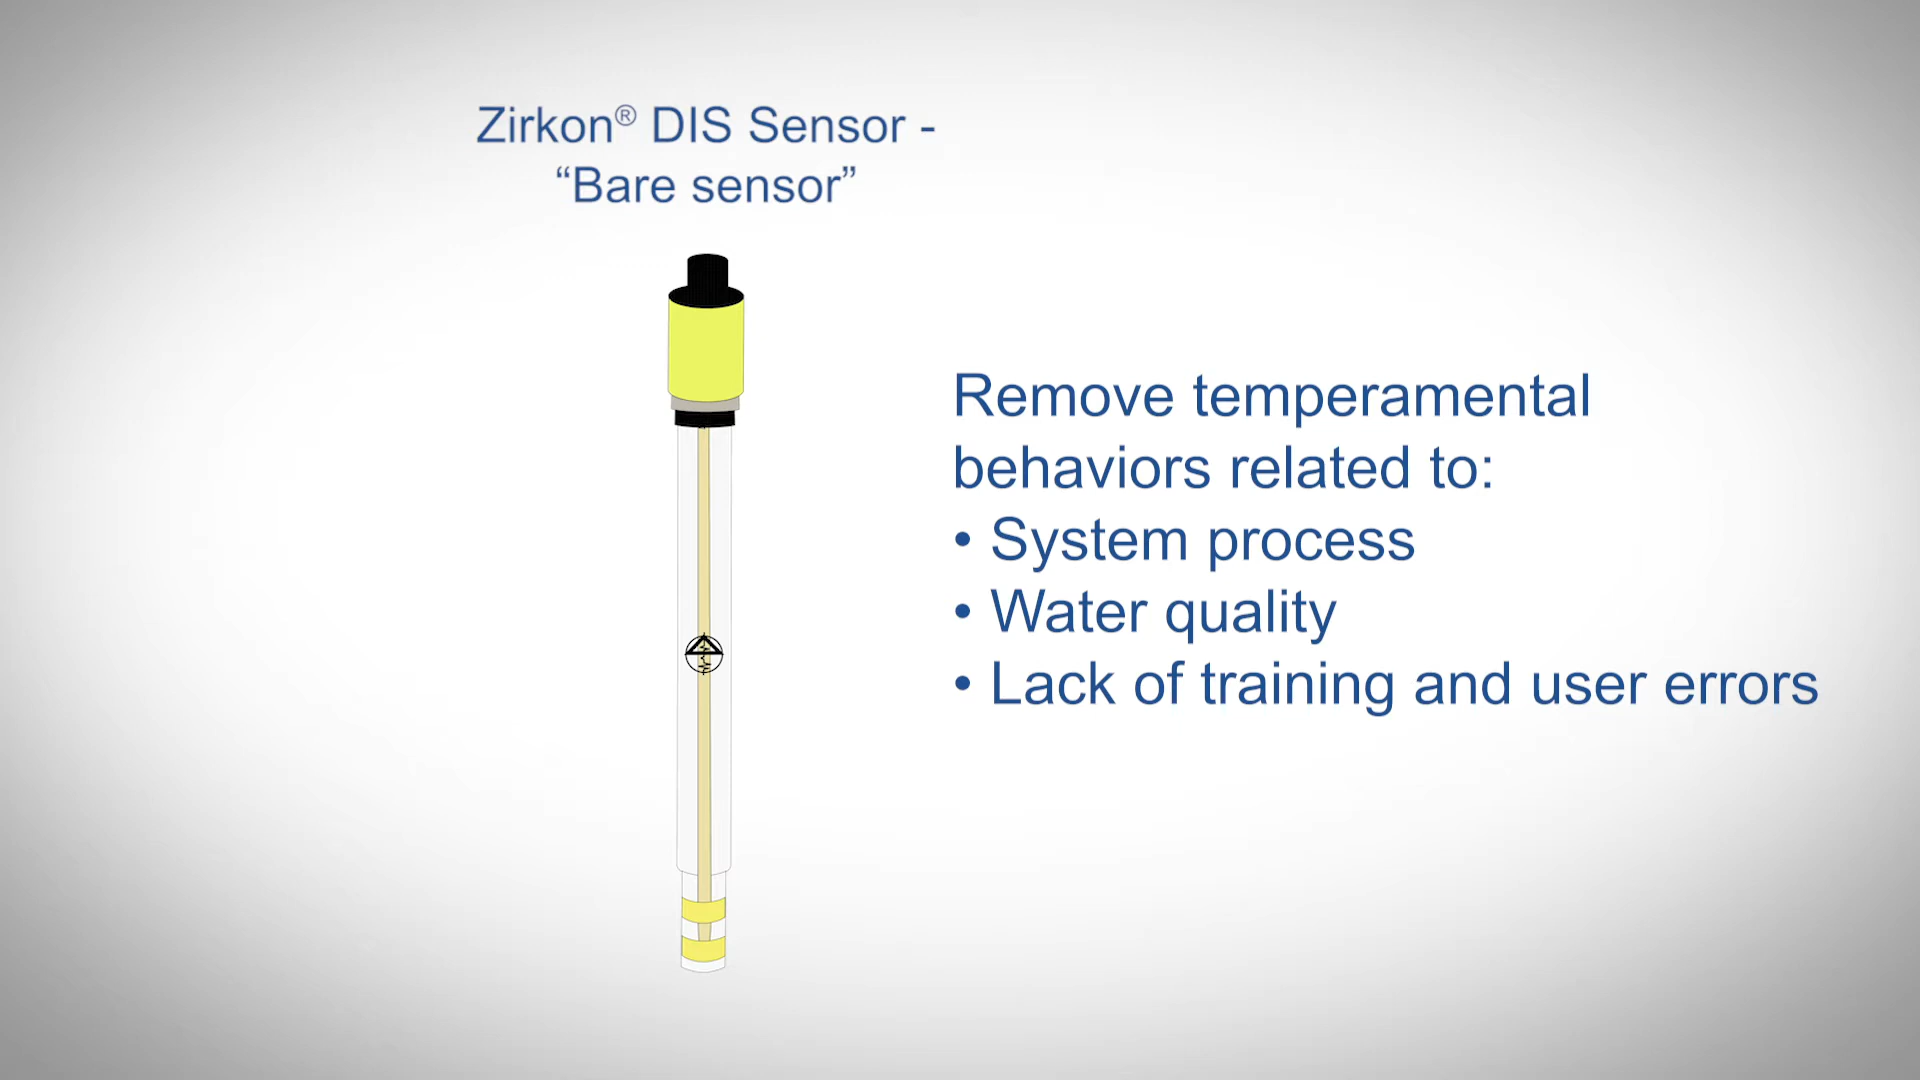 Zirkon® DIS Sensor -
“Bare sensor”
Remove temperamental
behaviors related to:
• System process
• Water quality
• Lack of training and user errors